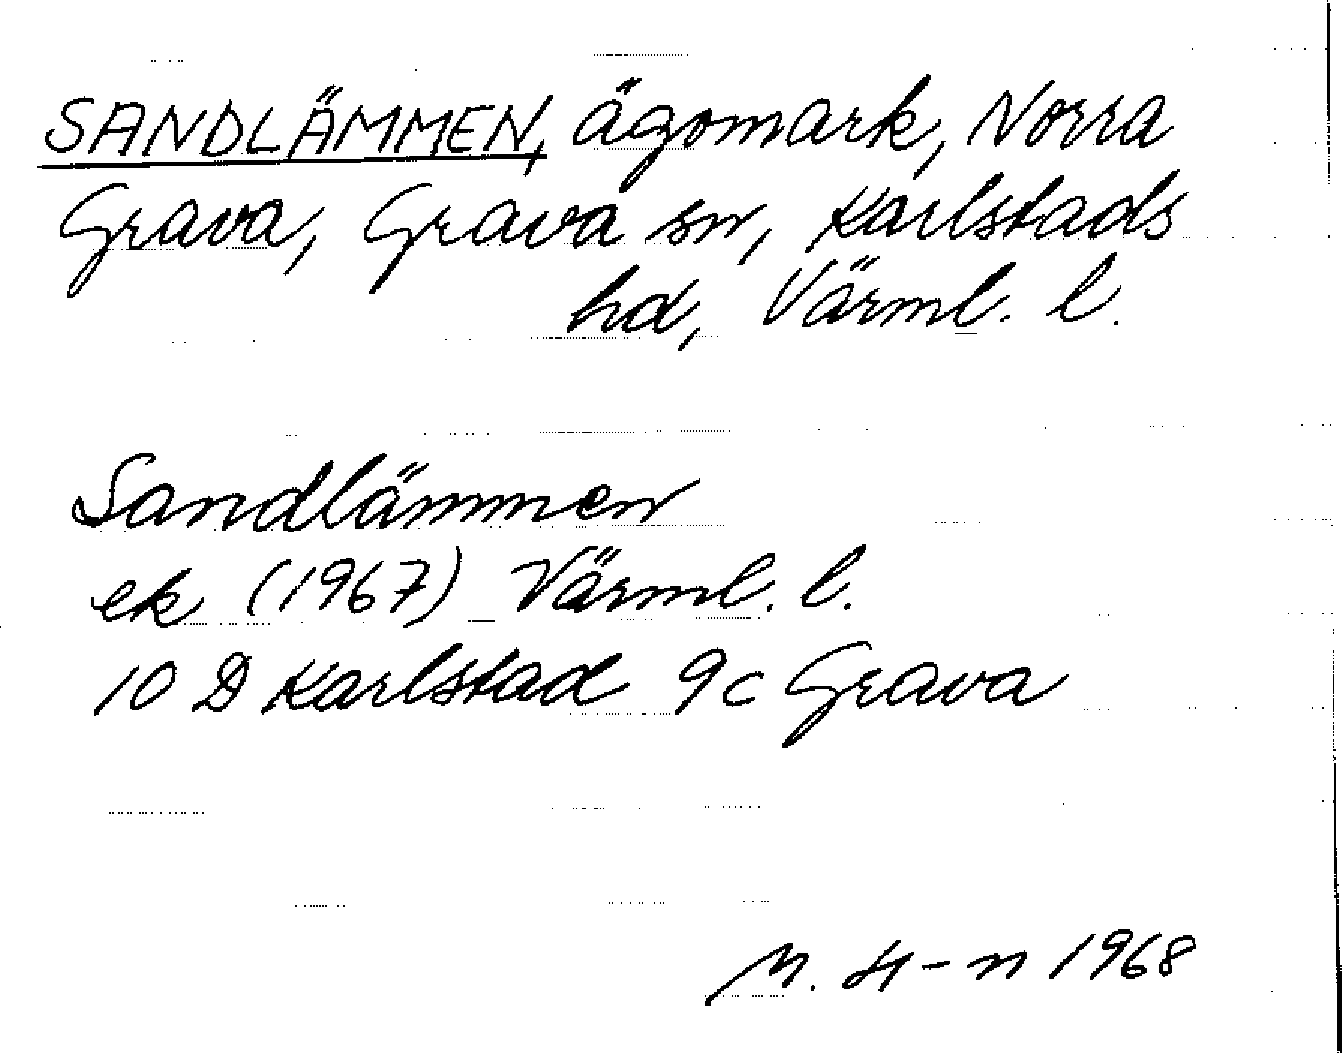 SANDLÄMMEN, ägomark, Norra
Grava, Grava sn, Karlstads
hd, Värml. l.
Sandlämmen
ek (1967) Värml. l.
10 D Karlstad 9c Grava
M. H-n 1968